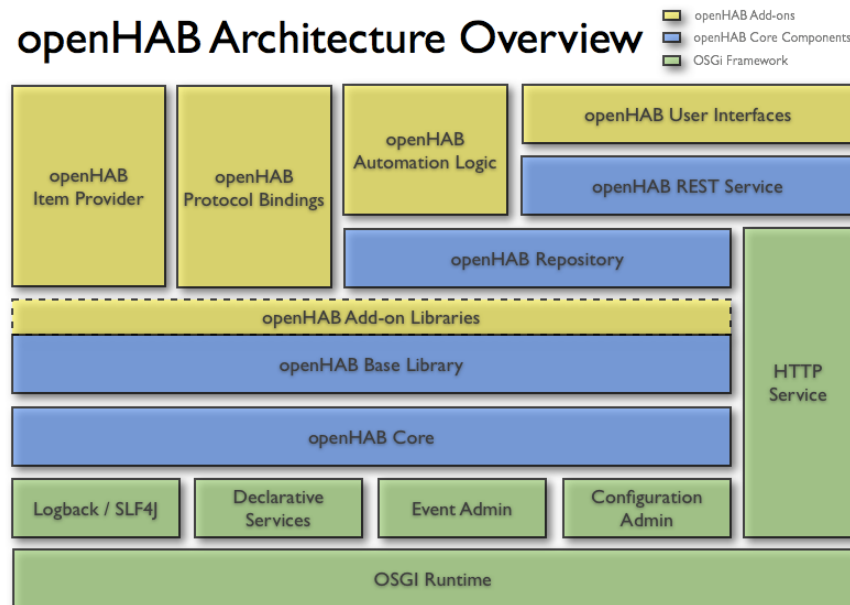 openHAB Architecture Overview
openHAB Add-ons
openHAB Core Components
OSGi Framework
openHAB
Item Provider
openHAB
Protocol Bindings
openHAB
Automation Logic
openHAB User Interfaces
openHAB REST Service
openHAB Repository
openHAB Add-on Libraries
openHAB Base Library
HTTP
Service
openHAB Core
Logback / SLF4J
Declarative
Services
Event Admin
Configuration
Admin
OSGI Runtime